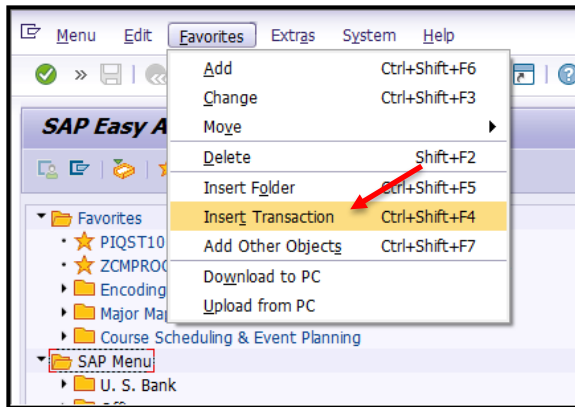 Menu Edit Favorites Extras System Help
Add Ctrl+Shift+F6
Change Ctrl+Shift+F3
SAP Easy A
Move
Delete Shift+F2
Insert Folder Ctrl+Shift+F5
Favorites
Insert Transaction Ctrl+Shift+F4
PIQST10
Add Other Objects Ctrl+Shift+F7
ZCMPROC
Encoding
Download to PC
Major Ma
Upload from PC
Course Scheduling & Event Planning
SAP Menu
U. S. Bank